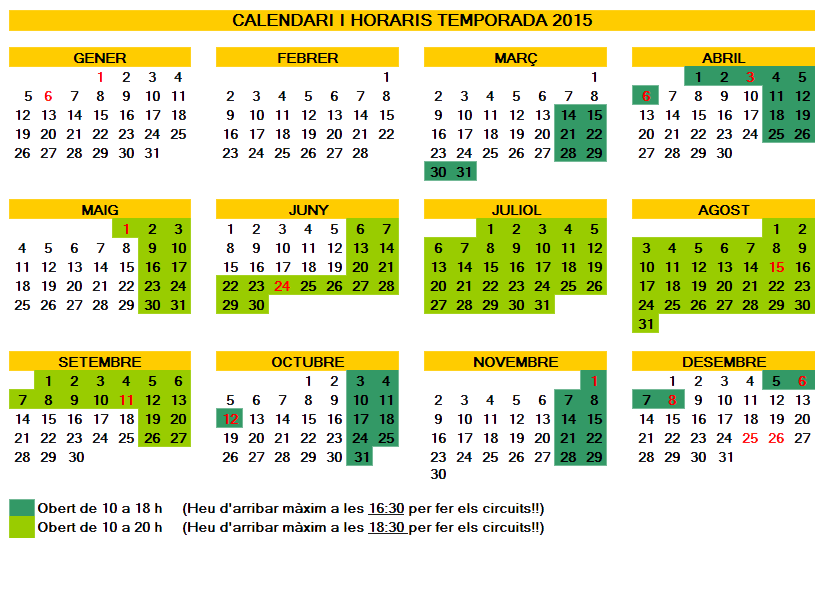 CALENDARI I HORARIS TEMPORADA 2015
GENER FEBRER MARÇ ABRIL
1 2 3 4 1 1 1 2 3 4 5
5 6 7 8 9 10 11 2 3 4 5 6 7 8 2 3 4 5 6 7 8 6 7 8 9 10 11 12
12 13 14 15 16 17 18 9 10 11 12 13 14 15 9 10 11 12 13 14 15 13 14 15 16 17 18 19
19 20 21 22 23 24 25 16 17 18 19 20 21 22 16 17 18 19 20 21 22 20 21 22 23 24 25 26
26 27 28 29 30 31 23 24 25 26 27 28 23 24 25 26 27 28 29 27 28 29 30
30 31
MAIG JUNY JULIOL AGOST
1 2 3 1 2 3 4 5 6 7 1 2 3 4 5 1 2
4 5 6 7 8 9 10 8 9 10 11 12 13 14 6 7 8 9 10 11 12 3 4 5 6 7 8 9
11 12 13 14 15 16 17 15 16 17 18 19 20 21 13 14 15 16 17 18 19 10 11 12 13 14 15 16
18 19 20 21 22 23 24 22 23 24 25 26 27 28 20 21 22 23 24 25 26 17 18 19 20 21 22 23
25 26 27 28 29 30 31 29 30 27 28 29 30 31 24 25 26 27 28 29 30
31
SETEMBRE OCTUBRE NOVEMBRE DESEMBRE
1 2 3 4 5 6 1 2 3 4 1 1 2 3 4 5 6
7 8 9 10 11 12 13 5 6 7 8 9 10 11 2 3 4 5 6 7 8 7 8 9 10 11 12 13
14 15 16 17 18 19 20 12 13 14 15 16 17 18 9 10 11 12 13 14 15 14 15 16 17 18 19 20
21 22 23 24 25 26 27 19 20 21 22 23 24 25 16 17 18 19 20 21 22 21 22 23 24 25 26 27
28 29 30 26 27 28 29 30 31 23 24 25 26 27 28 29 28 29 30 31
30
Obert de 10 a 18 h (Heu d'arribar màxim a les 16:30 per fer els circuits!!)
Obert de 10 a 20 h (Heu d'arribar màxim a les 18:30 per fer els circuits!!)